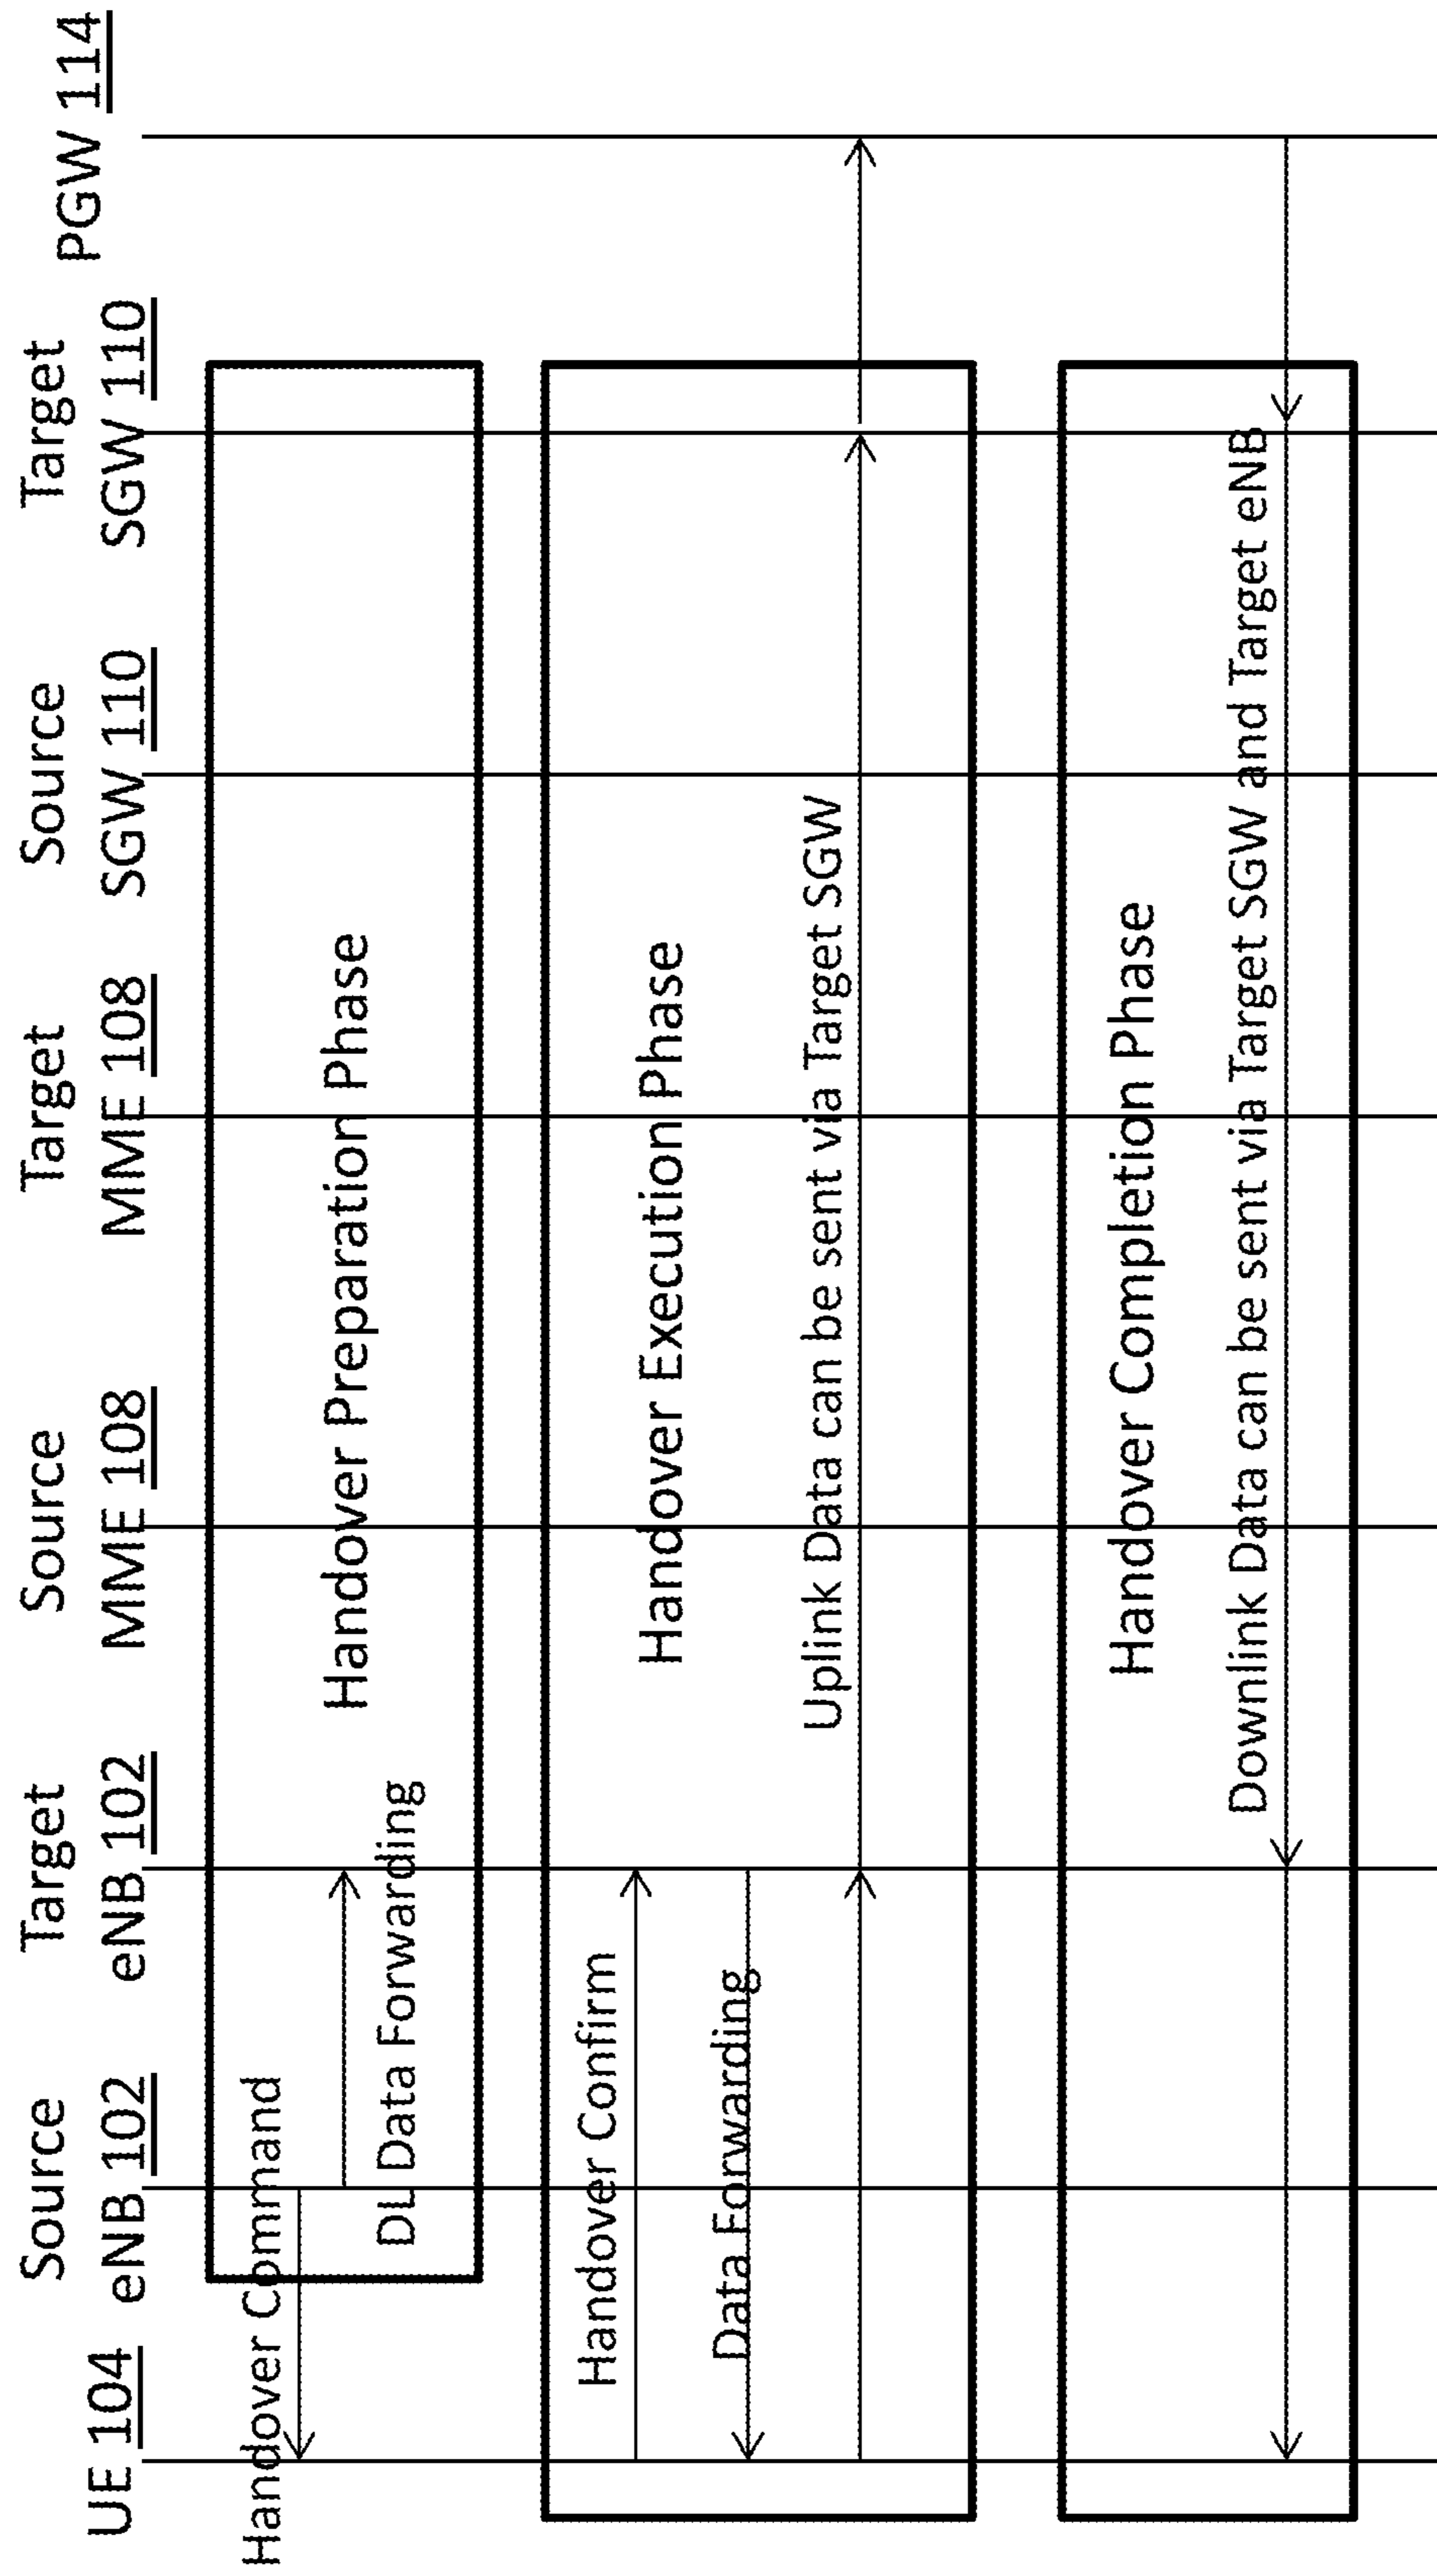 UE 104
Source
eNB 102
Target
eNB 102
Source
MME 108
Target
MME 108
Source
SGW 110
Target
SGW 110
PGW 114
Handover Command
Handover Preparation Phase
DL Data Forwarding
Handover Confirm
Handover Execution Phase
Data Forwarding
Uplink Data can be sent via Target SGW
Handover Completion Phase
Downlink Data can be sent via Target SGW and Target eNB